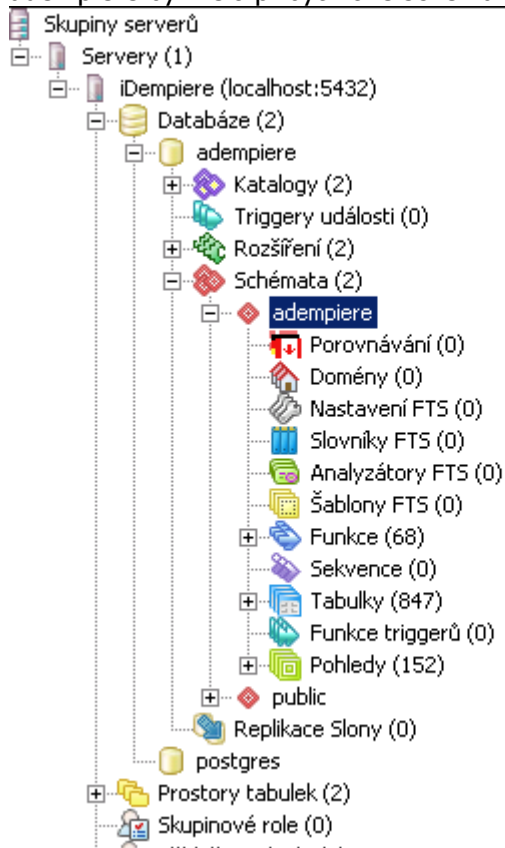 Skupiny serverů
Servery (1)
iDempiere (localhost:5432)
Databáze (2)
adempiere
Katalogy (2)
Triggery události (0)
Rozšíření (2)
Schémata (2)
adempiere
Porovnávání (0)
Domény (0)
Nastavení FTS (0)
Slovníky FTS (0)
Analyzátory FTS (0)
Šablony FTS (0)
Funkce (68)
Sekvence (0)
Tabulky (847)
Funkce triggerů (0)
Pohledy (152)
public
Replikace Slony (0)
postgres
Prostory tabulek (2)
Skupinové role (0)